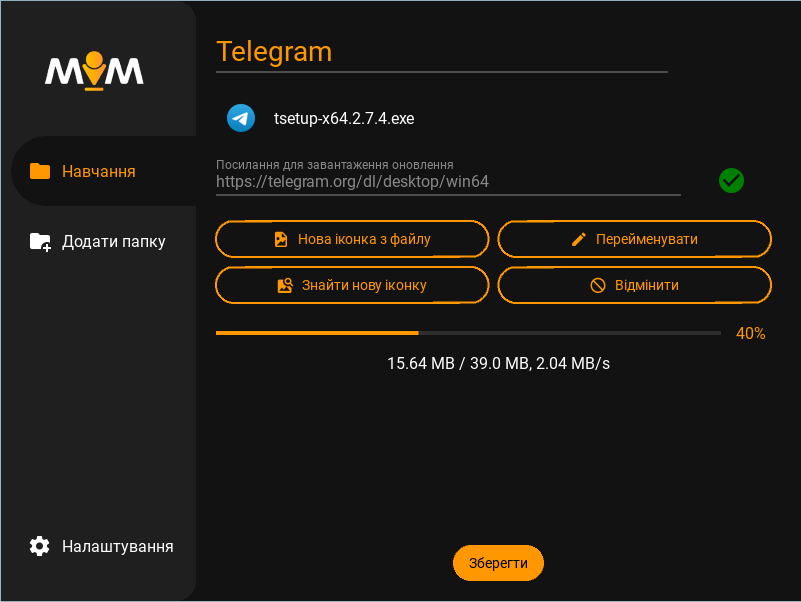 MVM
Навчання
Додати папку
Налаштування
Telegram
tsetup-x64.2.7.4.exe
Посилання для завантаження оновлення
https://telegram.org/dl/desktop/win64
Нова іконка з файлу
Перейменувати
Знайти нову іконку
Відмінити
40%
15.64 MB / 39.0 MB, 2.04 MB/s
Зберегти